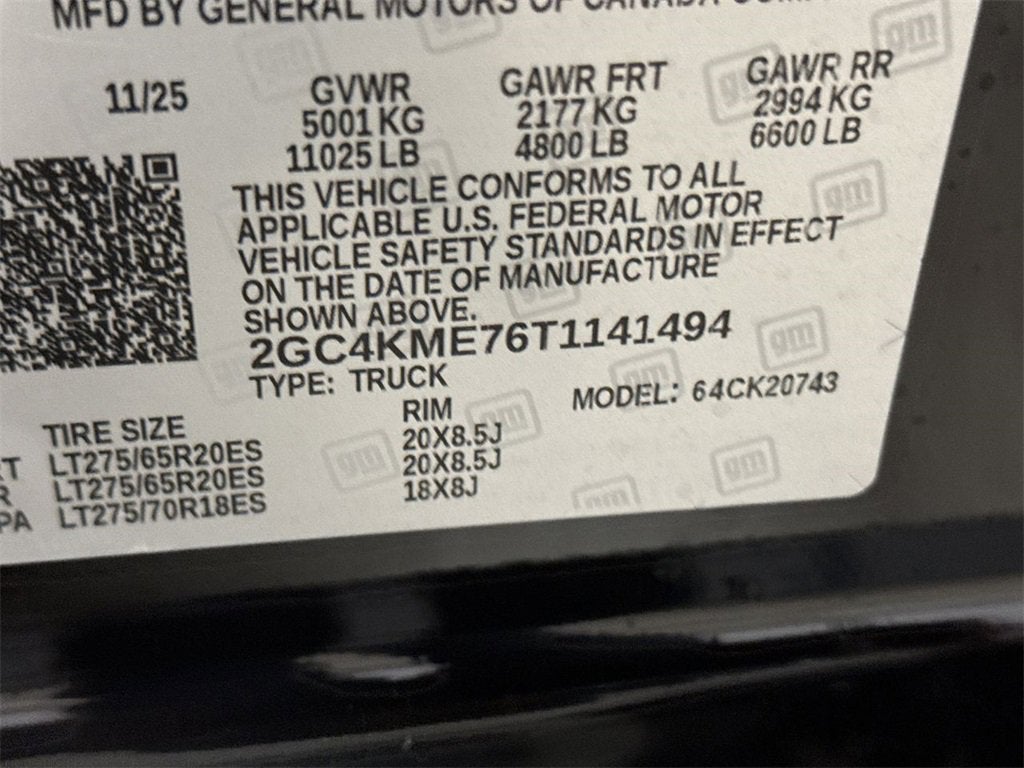 MFD BY GENERAL MOTORS OF CANADA
11/25 GVWR GAWR FRT GAWR RR
5001 KG 2177 KG 2994 KG
11025 LB 4800 LB 6600 LB
THIS VEHICLE CONFORMS TO ALL
APPLICABLE U.S. FEDERAL MOTOR
VEHICLE SAFETY STANDARDS IN EFFECT
ON THE DATE OF MANUFACTURE
SHOWN ABOVE.
2GC4KME76T1141494
TYPE: TRUCK MODEL: 64CK20743
TIRE SIZE RIM
LT275/65R20ES 20X8.5J
LT275/65R20ES 20X8.5J
LT275/70R18ES 18X8J